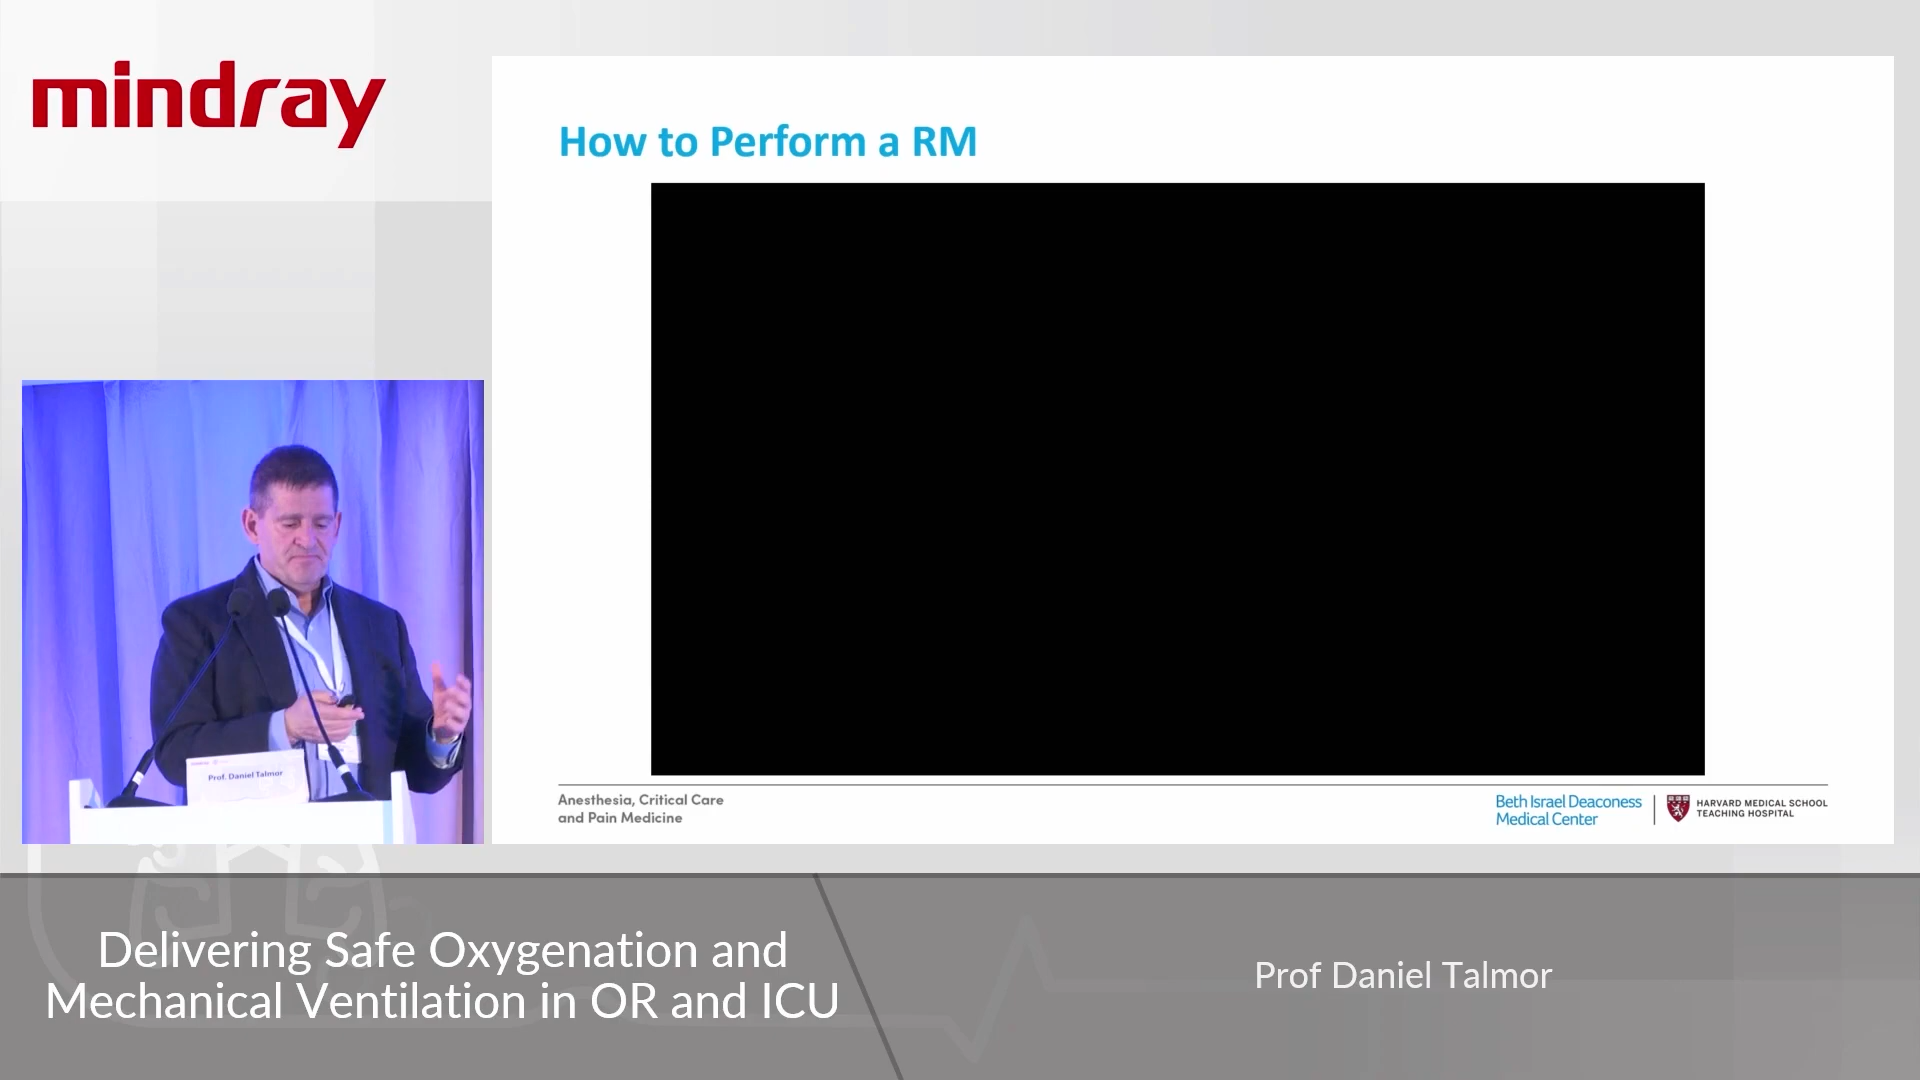 mindray
How to Perform a RM
Prof. Daniel Talmor
Anesthesia, Critical Care
and Pain Medicine
Beth Israel Deaconess
Medical Center
HARVARD MEDICAL SCHOOL
TEACHING HOSPITAL
Delivering Safe Oxygenation and
Mechanical Ventilation in OR and ICU
Prof Daniel Talmor